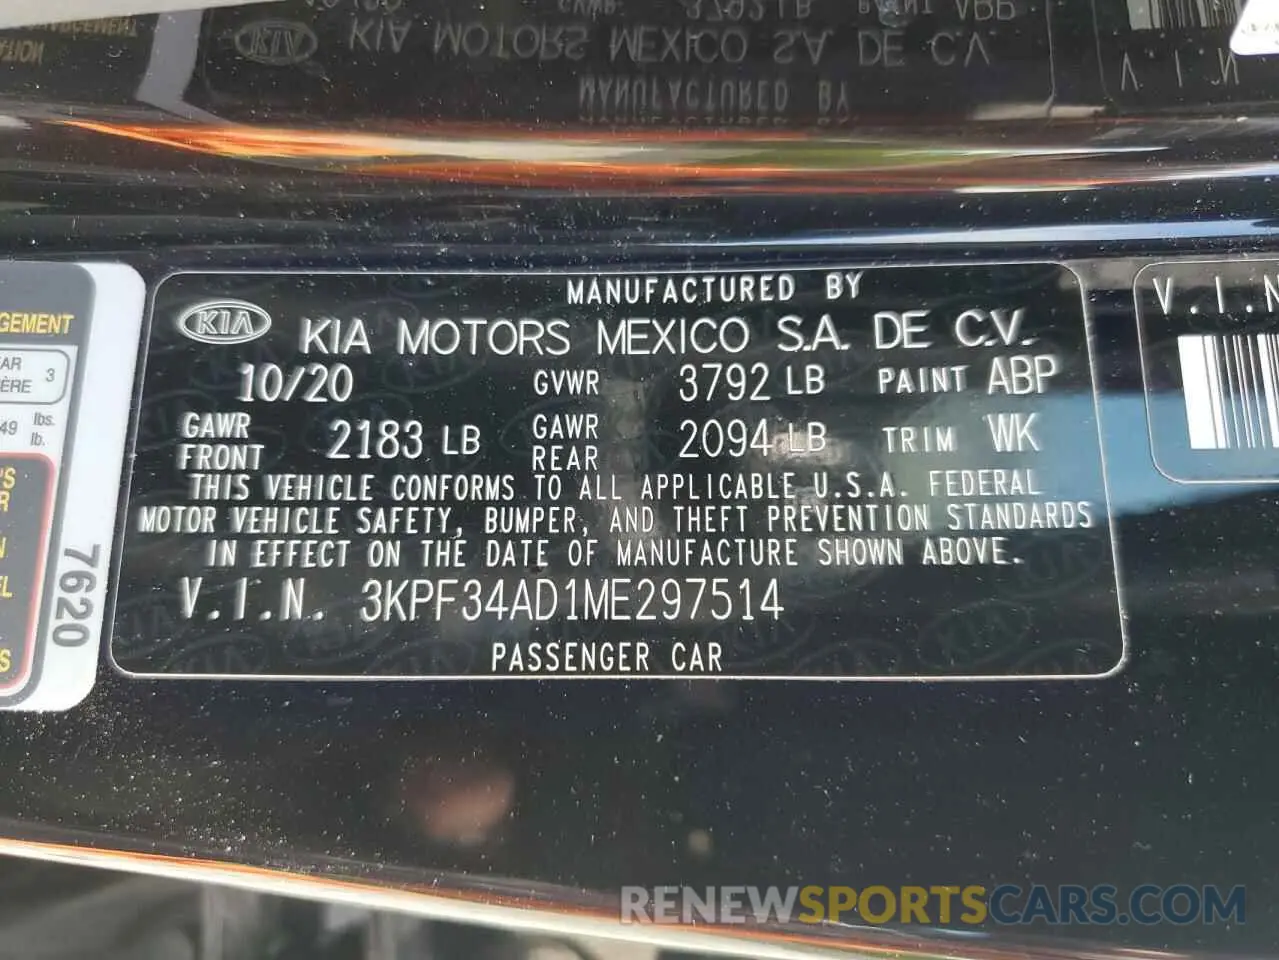 KIA MOTORS MEXICO S.A. DE C.V.
MANUFACTURED BY
V.I.N
MANUFACTURED BY
KIA
KIA MOTORS MEXICO S.A. DE C.V.
10/20 GVWR 3792 LB PAINT ABP
GAWR FRONT 2183 LB GAWR REAR 2094 LB TRIM WK
THIS VEHICLE CONFORMS TO ALL APPLICABLE U.S.A. FEDERAL
MOTOR VEHICLE SAFETY, BUMPER, AND THEFT PREVENTION STANDARDS
IN EFFECT ON THE DATE OF MANUFACTURE SHOWN ABOVE.
V.I.N. 3KPF34AD1ME297514
PASSENGER CAR
V.I.N
3
lbs.
lb.
7620
RENEWSPORTSCARS.COM